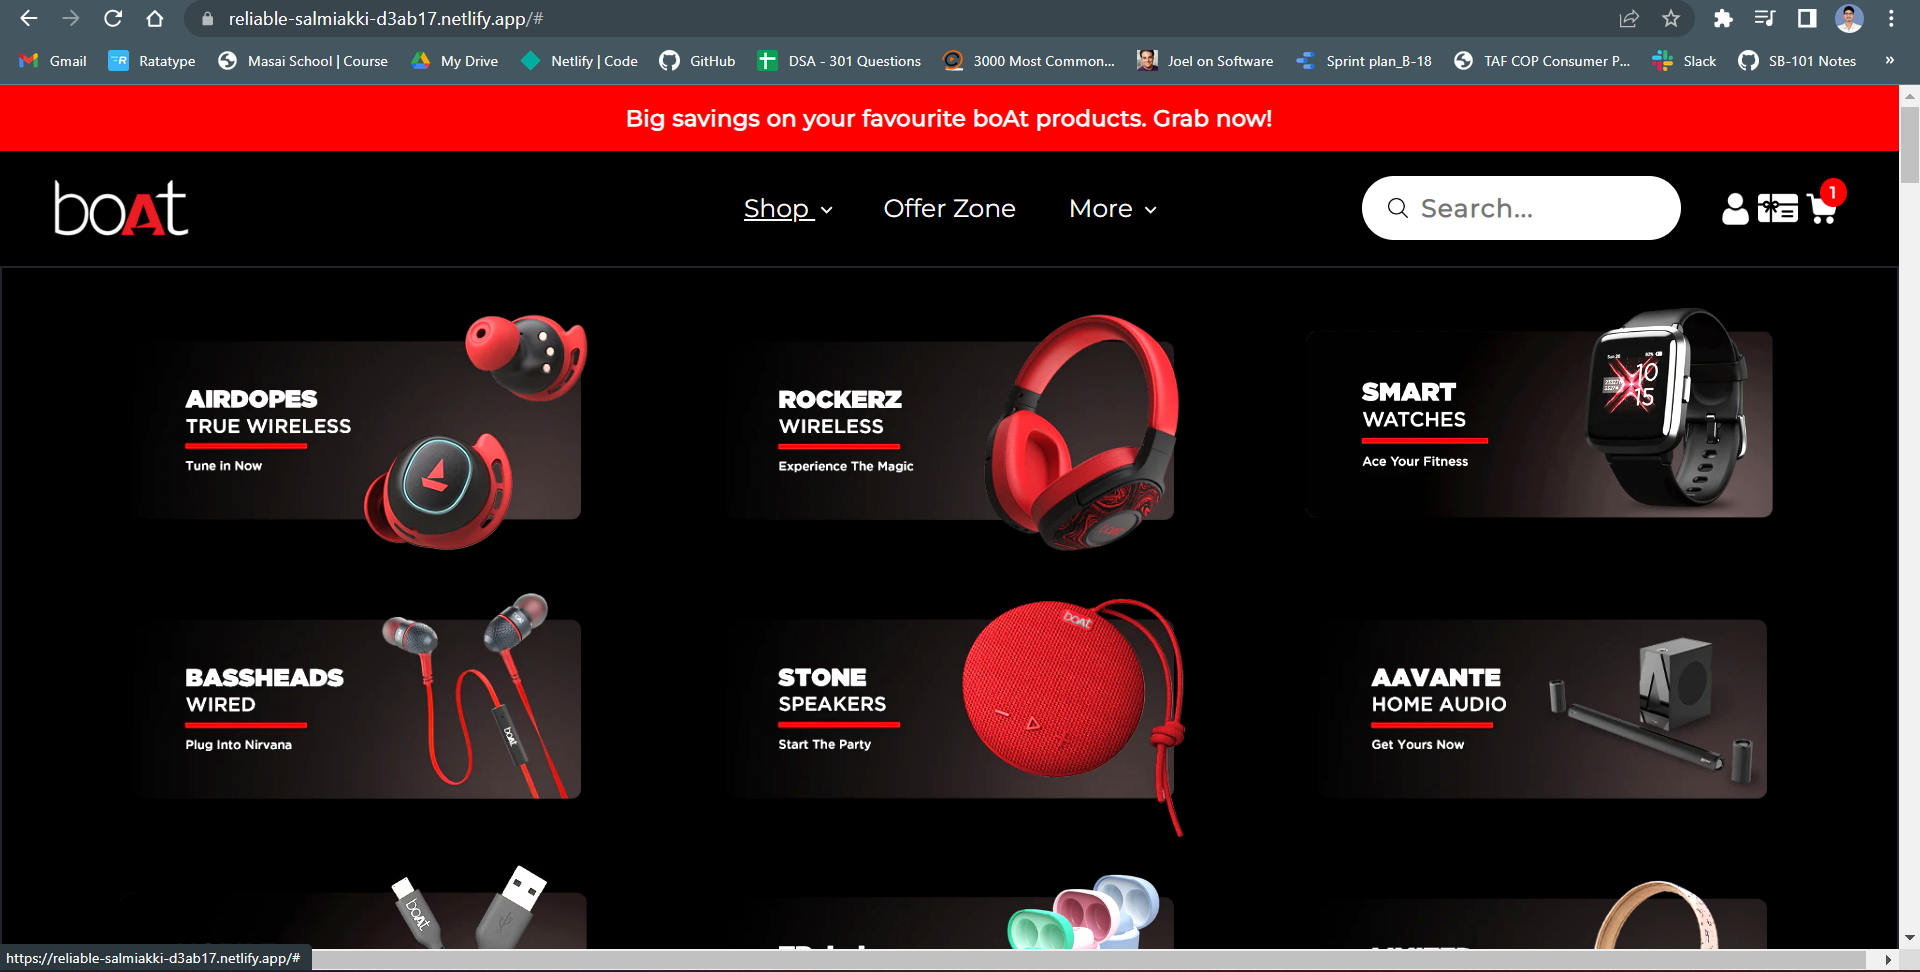 reliable-salmiakki-d3ab17.netlify.app/#
Gmail
Ratatype
Masai School | Course
My Drive
Netlify | Code
GitHub
DSA - 301 Questions
3000 Most Common...
Joel on Software
Sprint plan_B-18
TAF COP Consumer P...
Slack
SB-101 Notes
»
Big savings on your favourite boAt products. Grab now!
boAt
Shop
Offer Zone
More
Search...
1
AIRDOPES
TRUE WIRELESS
Tune in Now
ROCKERZ
WIRELESS
Experience The Magic
SMART
WATCHES
Ace Your Fitness
10
15
BASSHEADS
WIRED
Plug Into Nirvana
boAt
STONE
SPEAKERS
Start The Party
boAt
AAVANTE
HOME AUDIO
Get Yours Now
boAt
https://reliable-salmiakki-d3ab17.netlify.app/#